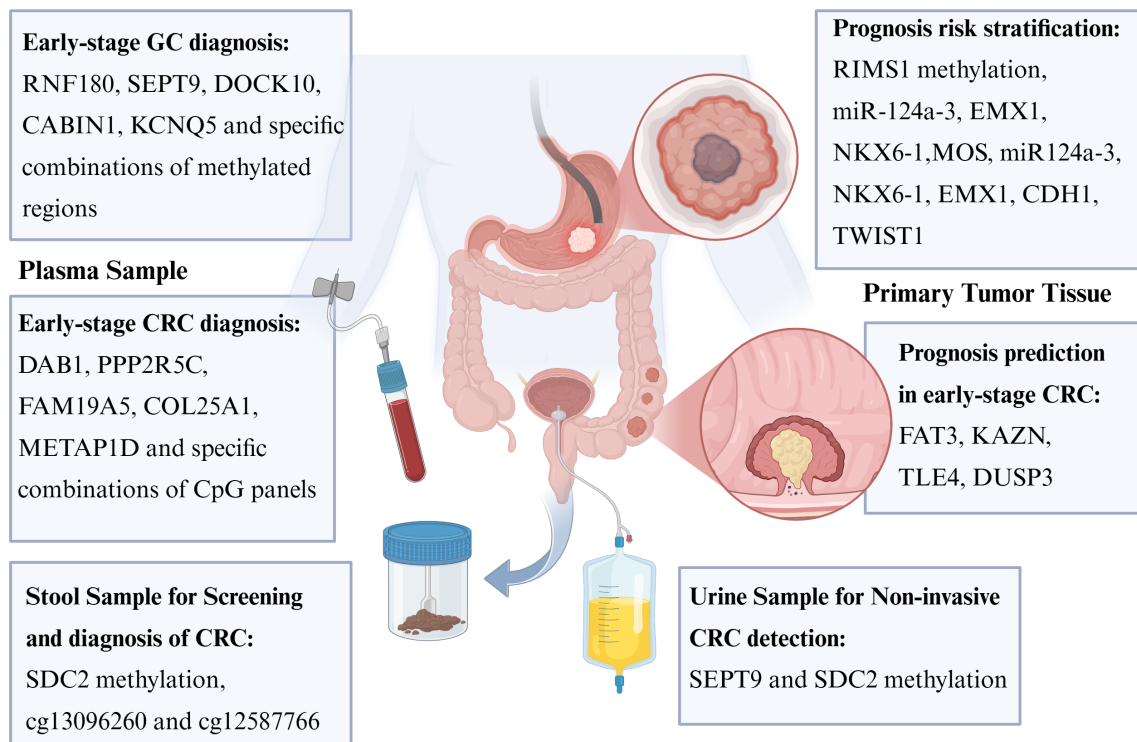 Early-stage GC diagnosis:
RNF180, SEPT9, DOCK10,
CABIN1, KCNQ5 and specific
combinations of methylated
regions
Plasma Sample
Early-stage CRC diagnosis:
DAB1, PPP2R5C,
FAM19A5, COL25A1,
METAP1D and specific
combinations of CpG panels
Stool Sample for Screening
and diagnosis of CRC:
SDC2 methylation,
cg13096260 and cg12587766
Prognosis risk stratification:
RIMS1 methylation,
miR-124a-3, EMX1,
NKX6-1,MOS, miR124a-3,
NKX6-1, EMX1, CDH1,
TWIST1
Primary Tumor Tissue
Prognosis prediction
in early-stage CRC:
FAT3, KAZN,
TLE4, DUSP3
Urine Sample for Non-invasive
CRC detection:
SEPT9 and SDC2 methylation